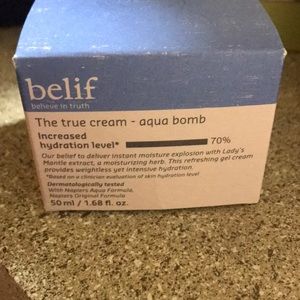 belif
believe in truth
The true cream - aqua bomb
Increased
hydration level* 70%
Our belief to deliver instant moisture explosion with Lady's
Mantle extract, a moisturizing herb. This refreshing gel cream
provides weightless yet intensive hydration.
*Based on a clinician evaluation of skin hydration level
Dermatologically tested
With Napiers Aqua Formula,
Napiers Original Formula
50 ml / 1.68 fl. oz.